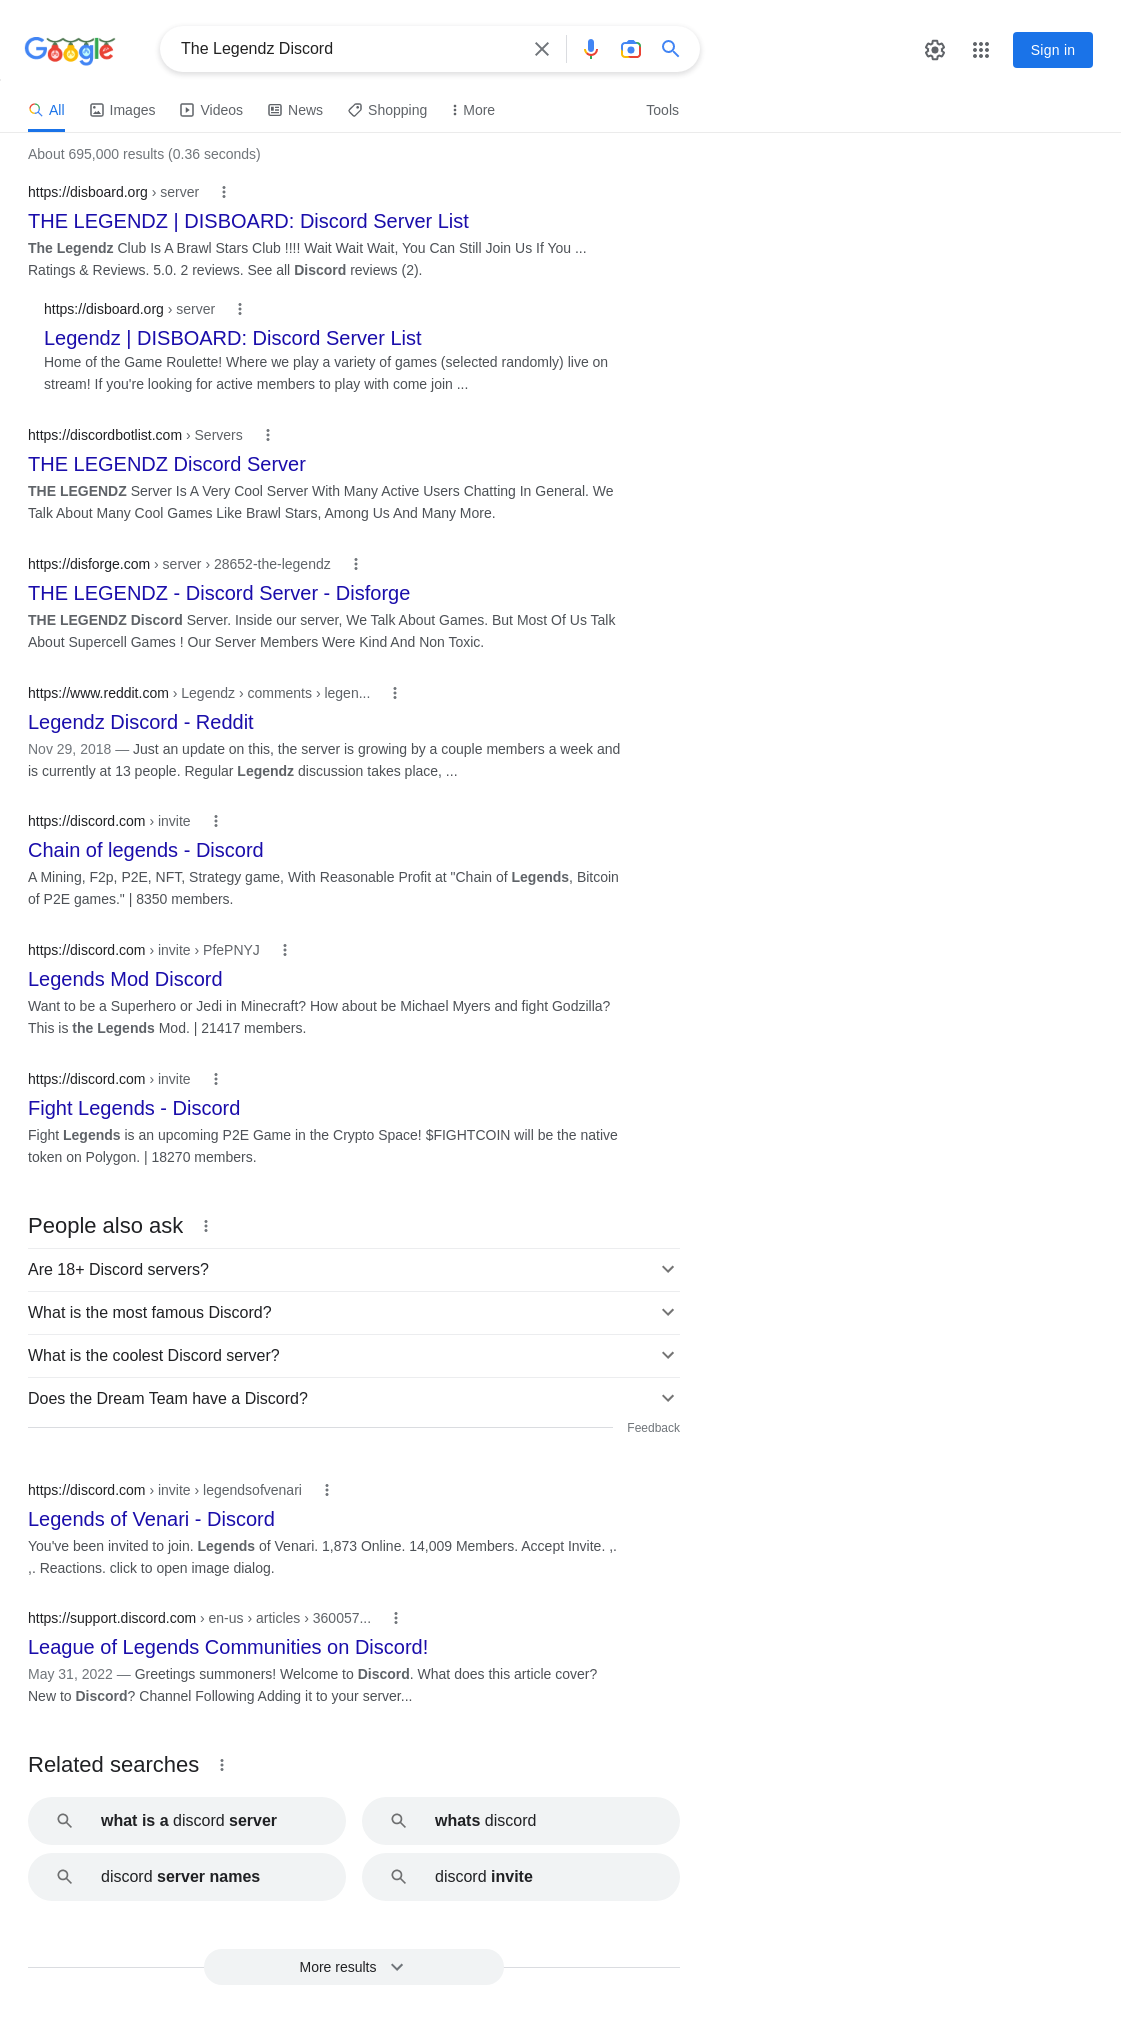 Google
The Legendz Discord
Sign in
All Images Videos News Shopping More Tools
About 695,000 results (0.36 seconds)
https://disboard.org › server
THE LEGENDZ | DISBOARD: Discord Server List
The Legendz Club Is A Brawl Stars Club !!!! Wait Wait Wait, You Can Still Join Us If You ...
Ratings & Reviews. 5.0. 2 reviews. See all Discord reviews (2).
https://disboard.org › server
Legendz | DISBOARD: Discord Server List
Home of the Game Roulette! Where we play a variety of games (selected randomly) live on
stream! If you're looking for active members to play with come join ...
https://discordbotlist.com › Servers
THE LEGENDZ Discord Server
THE LEGENDZ Server Is A Very Cool Server With Many Active Users Chatting In General. We
Talk About Many Cool Games Like Brawl Stars, Among Us And Many More.
https://disforge.com › server › 28652-the-legendz
THE LEGENDZ - Discord Server - Disforge
THE LEGENDZ Discord Server. Inside our server, We Talk About Games. But Most Of Us Talk
About Supercell Games ! Our Server Members Were Kind And Non Toxic.
https://www.reddit.com › Legendz › comments › legen...
Legendz Discord - Reddit
Nov 29, 2018 — Just an update on this, the server is growing by a couple members a week and
is currently at 13 people. Regular Legendz discussion takes place, ...
https://discord.com › invite
Chain of legends - Discord
A Mining, F2p, P2E, NFT, Strategy game, With Reasonable Profit at "Chain of Legends, Bitcoin
of P2E games." | 8350 members.
https://discord.com › invite › PfePNYJ
Legends Mod Discord
Want to be a Superhero or Jedi in Minecraft? How about be Michael Myers and fight Godzilla?
This is the Legends Mod. | 21417 members.
https://discord.com › invite
Fight Legends - Discord
Fight Legends is an upcoming P2E Game in the Crypto Space! $FIGHTCOIN will be the native
token on Polygon. | 18270 members.
People also ask
Are 18+ Discord servers?
What is the most famous Discord?
What is the coolest Discord server?
Does the Dream Team have a Discord?
Feedback
https://discord.com › invite › legendsofvenari
Legends of Venari - Discord
You've been invited to join. Legends of Venari. 1,873 Online. 14,009 Members. Accept Invite. ,.
,. Reactions. click to open image dialog.
https://support.discord.com › en-us › articles › 360057...
League of Legends Communities on Discord!
May 31, 2022 — Greetings summoners! Welcome to Discord. What does this article cover?
New to Discord? Channel Following Adding it to your server...
Related searches
what is a discord server
whats discord
discord server names
discord invite
More results